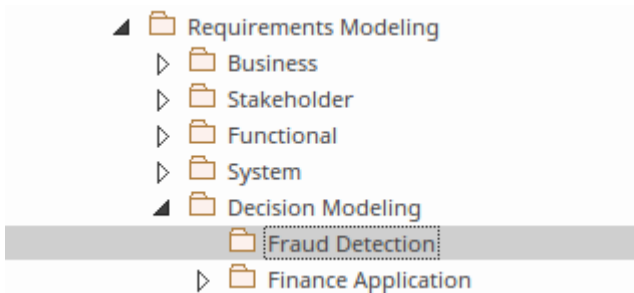 Requirements Modeling
Business
Stakeholder
Functional
System
Decision Modeling
Fraud Detection
Finance Application